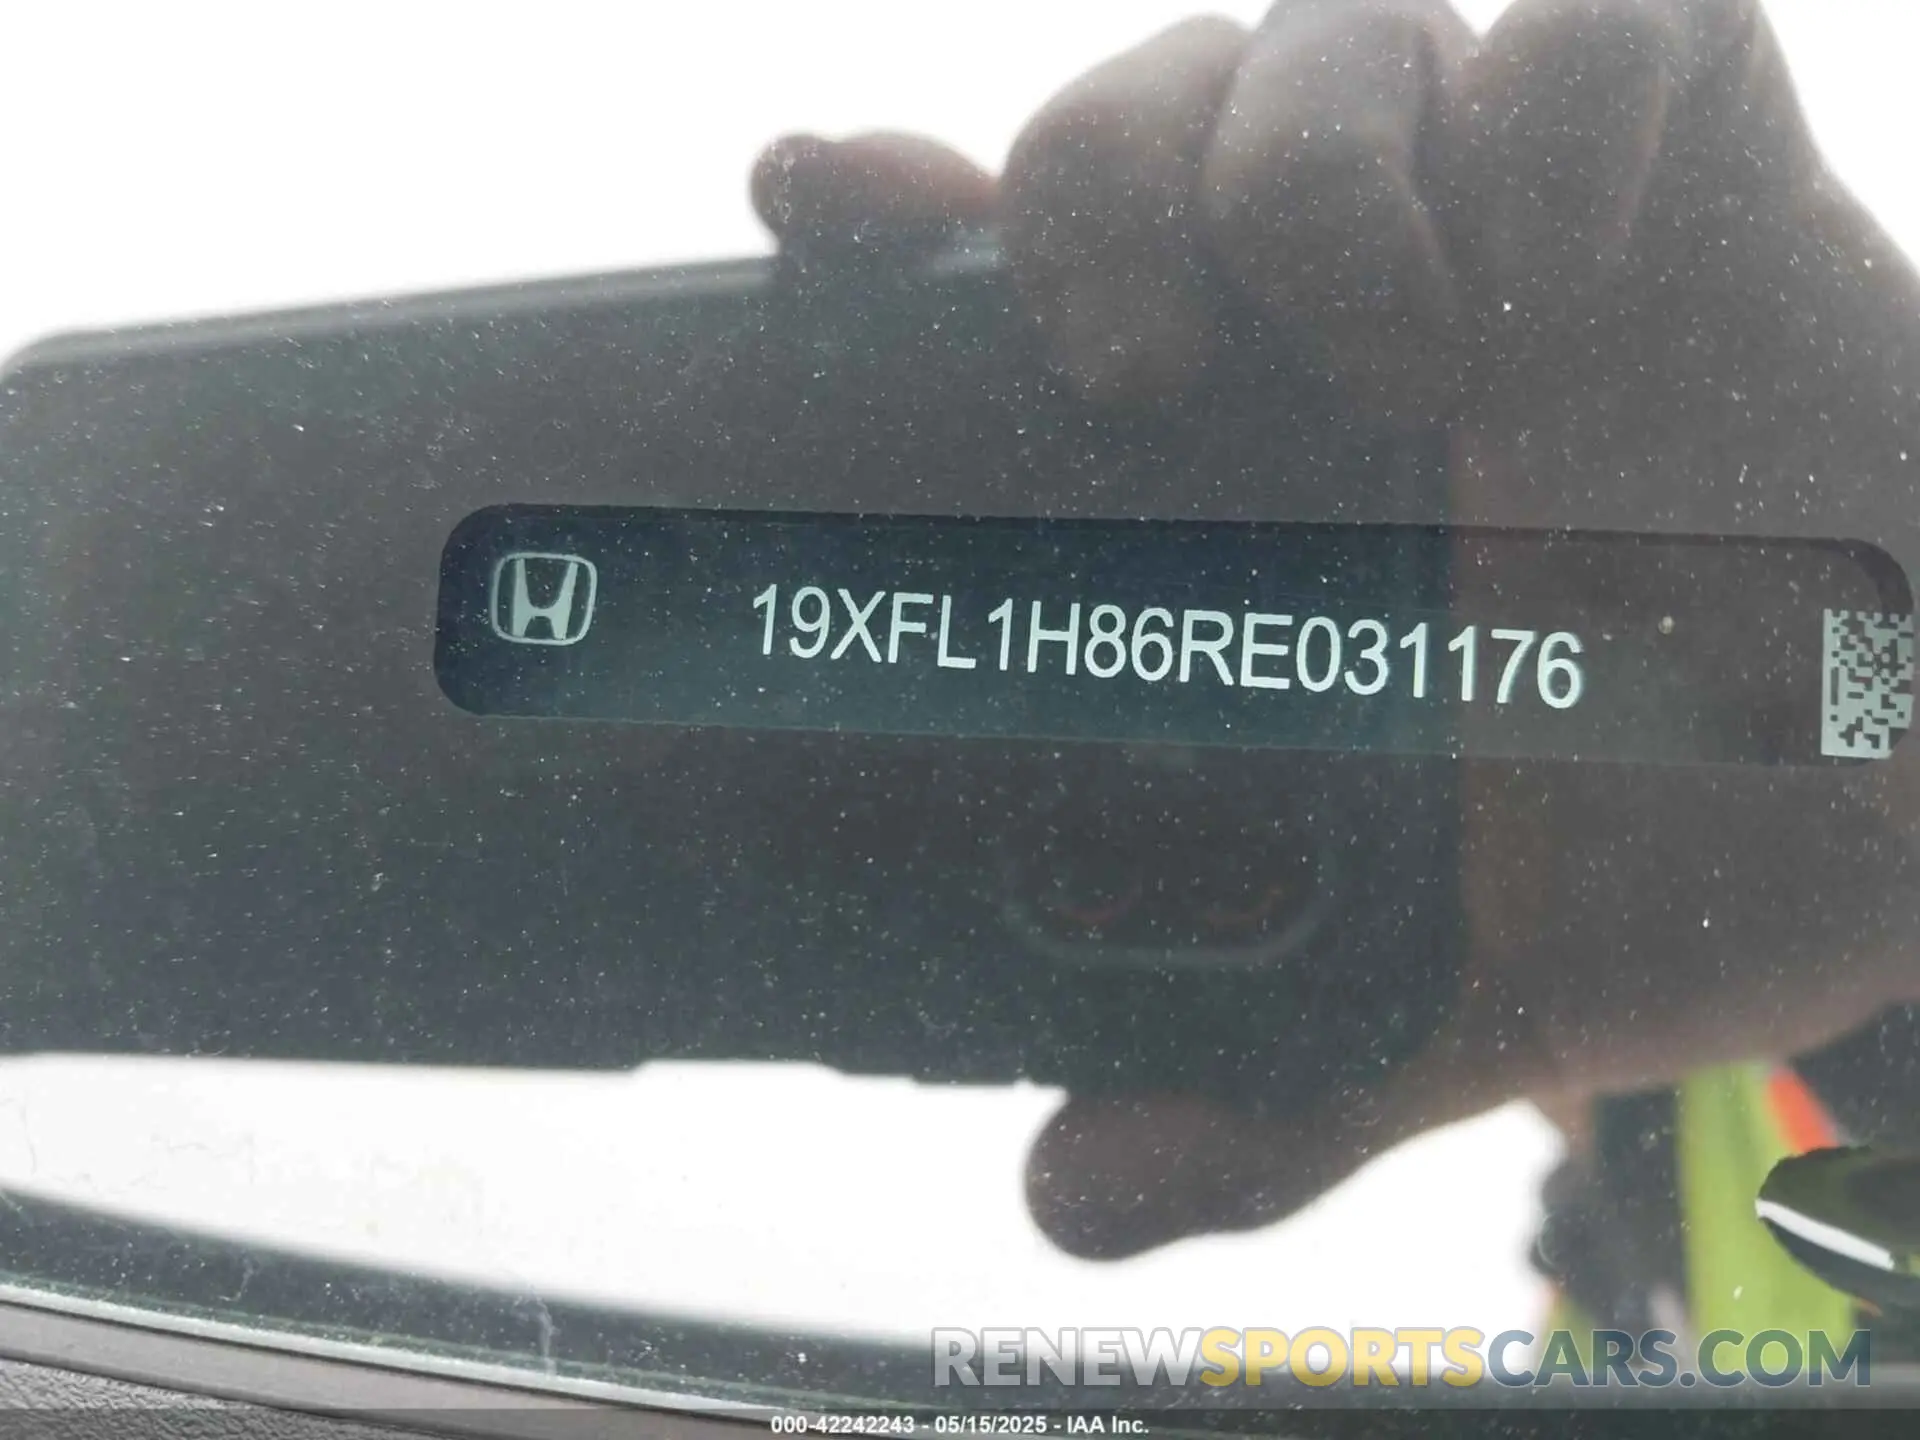 19XFL1H86RE031176
RENEWSPORTSCARS.COM
000-42242243 - 05/15/2025 - IAA Inc.